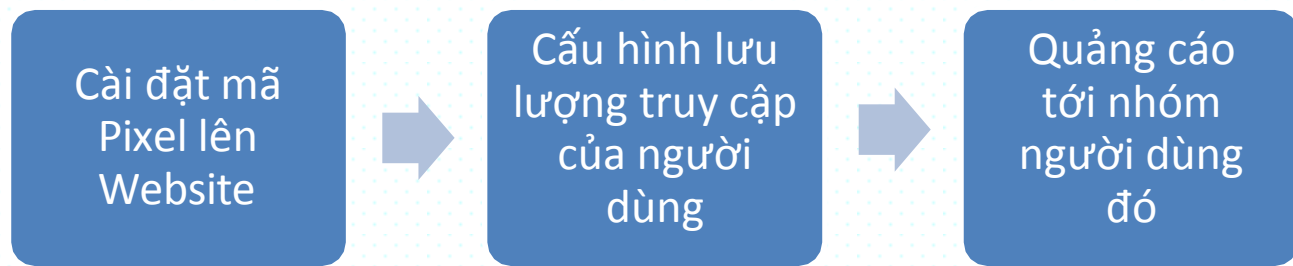 Cài đặt mã
Pixel lên
Website
Cấu hình lưu
lượng truy cập
của người
dùng
Quảng cáo
tới nhóm
người dùng
đó